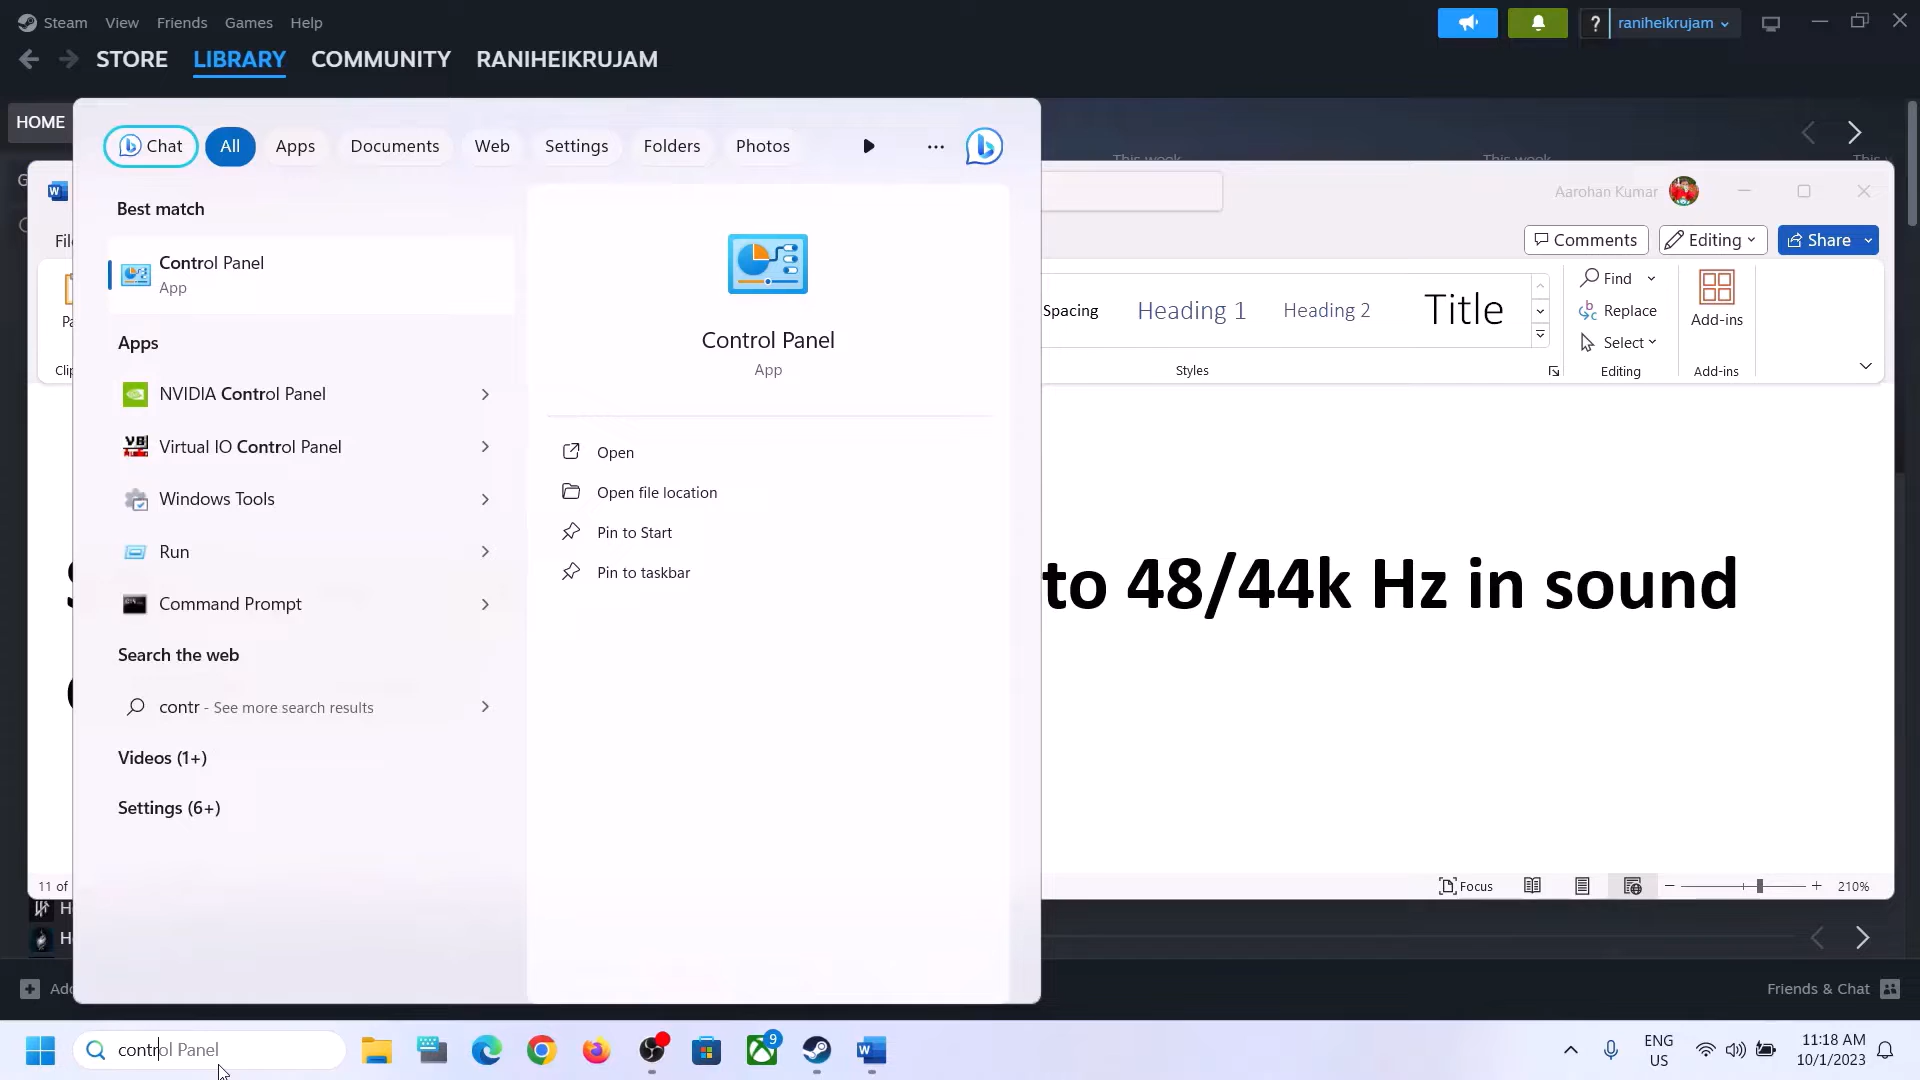 Steam View Friends Games Help
? raniheikrujam
STORE LIBRARY COMMUNITY RANIHEIKRUJAM
HOME
Chat All Apps Documents Web Settings Folders Photos
Best match
Control Panel
App
Apps
NVIDIA Control Panel
Virtual IO Control Panel
Windows Tools
Run
Command Prompt
Search the web
contr - See more search results
Videos (1+)
Settings (6+)
Control Panel
App
Open
Open file location
Pin to Start
Pin to taskbar
Aarohan Kumar
Comments Editing Share
Spacing Heading 1 Heading 2 Title
Find
Replace
Select
Add-ins
Styles Editing Add-ins
to 48/44k Hz in sound
11 of
Focus 210%
Friends & Chat
control Panel
9
ENG
US
11:18 AM
10/1/2023